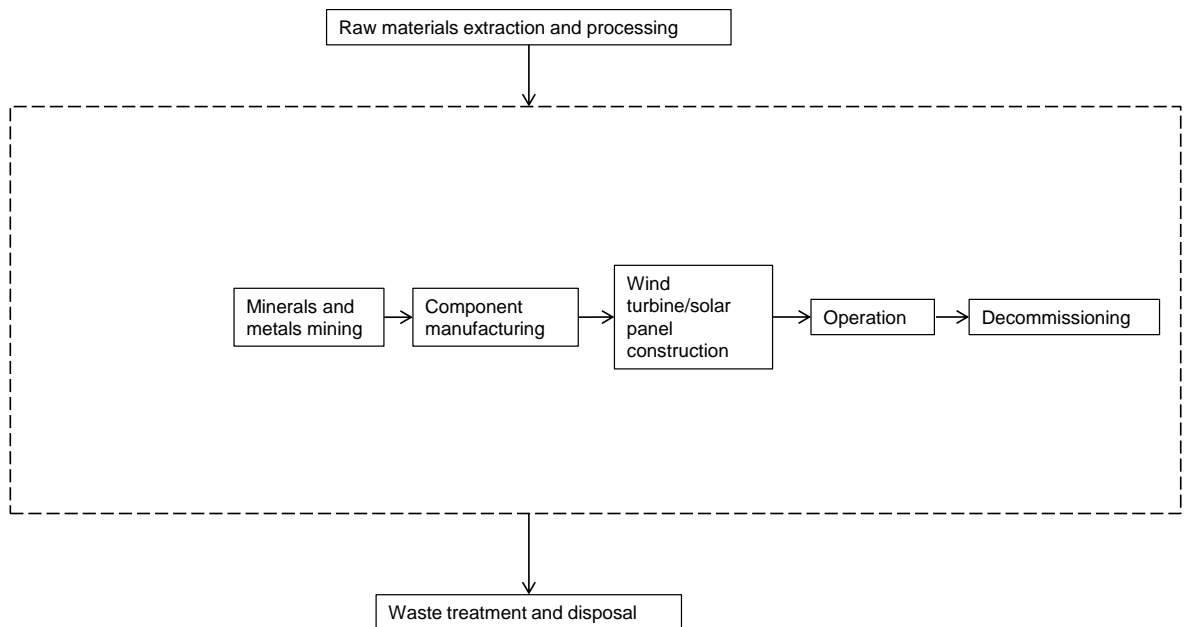 Raw materials extraction and processing
Minerals and
metals mining
Component
manufacturing
Wind
turbine/solar
panel
construction
Operation
Decommissioning
Waste treatment and disposal